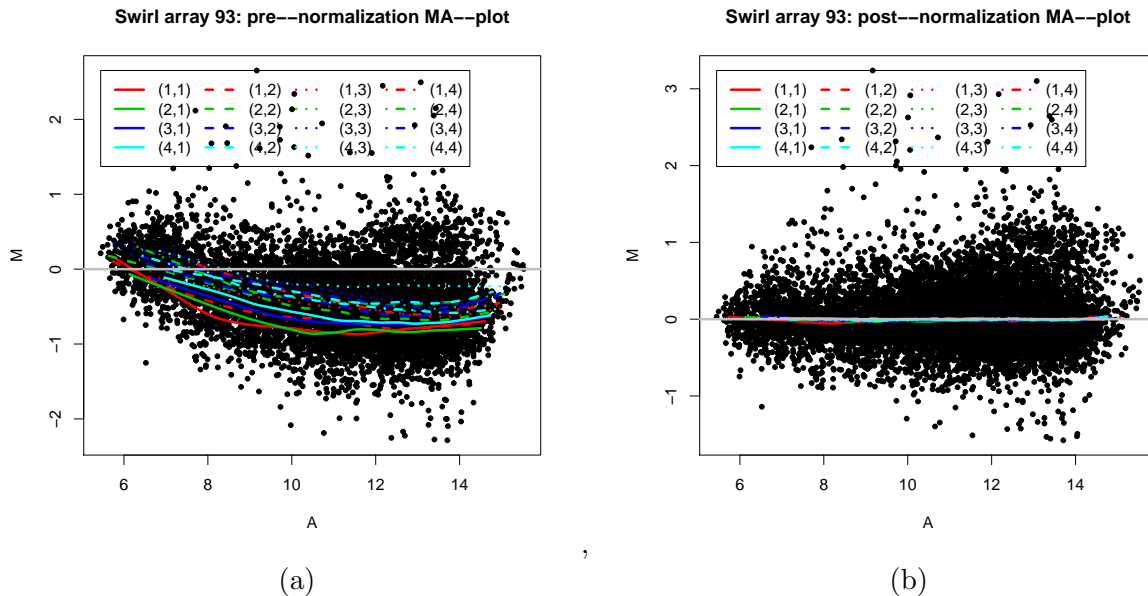 Swirl array 93: pre−−normalization MA−−plot
(1,1) (1,2) (1,3) (1,4)
(2,1) (2,2) (2,3) (2,4)
(3,1) (3,2) (3,3) (3,4)
(4,1) (4,2) (4,3) (4,4)
M
2
1
0
−1
−2
6 8 10 12 14
A
,
(a)
Swirl array 93: post−−normalization MA−−plot
(1,1) (1,2) (1,3) (1,4)
(2,1) (2,2) (2,3) (2,4)
(3,1) (3,2) (3,3) (3,4)
(4,1) (4,2) (4,3) (4,4)
M
3
2
1
0
−1
6 8 10 12 14
A
(b)